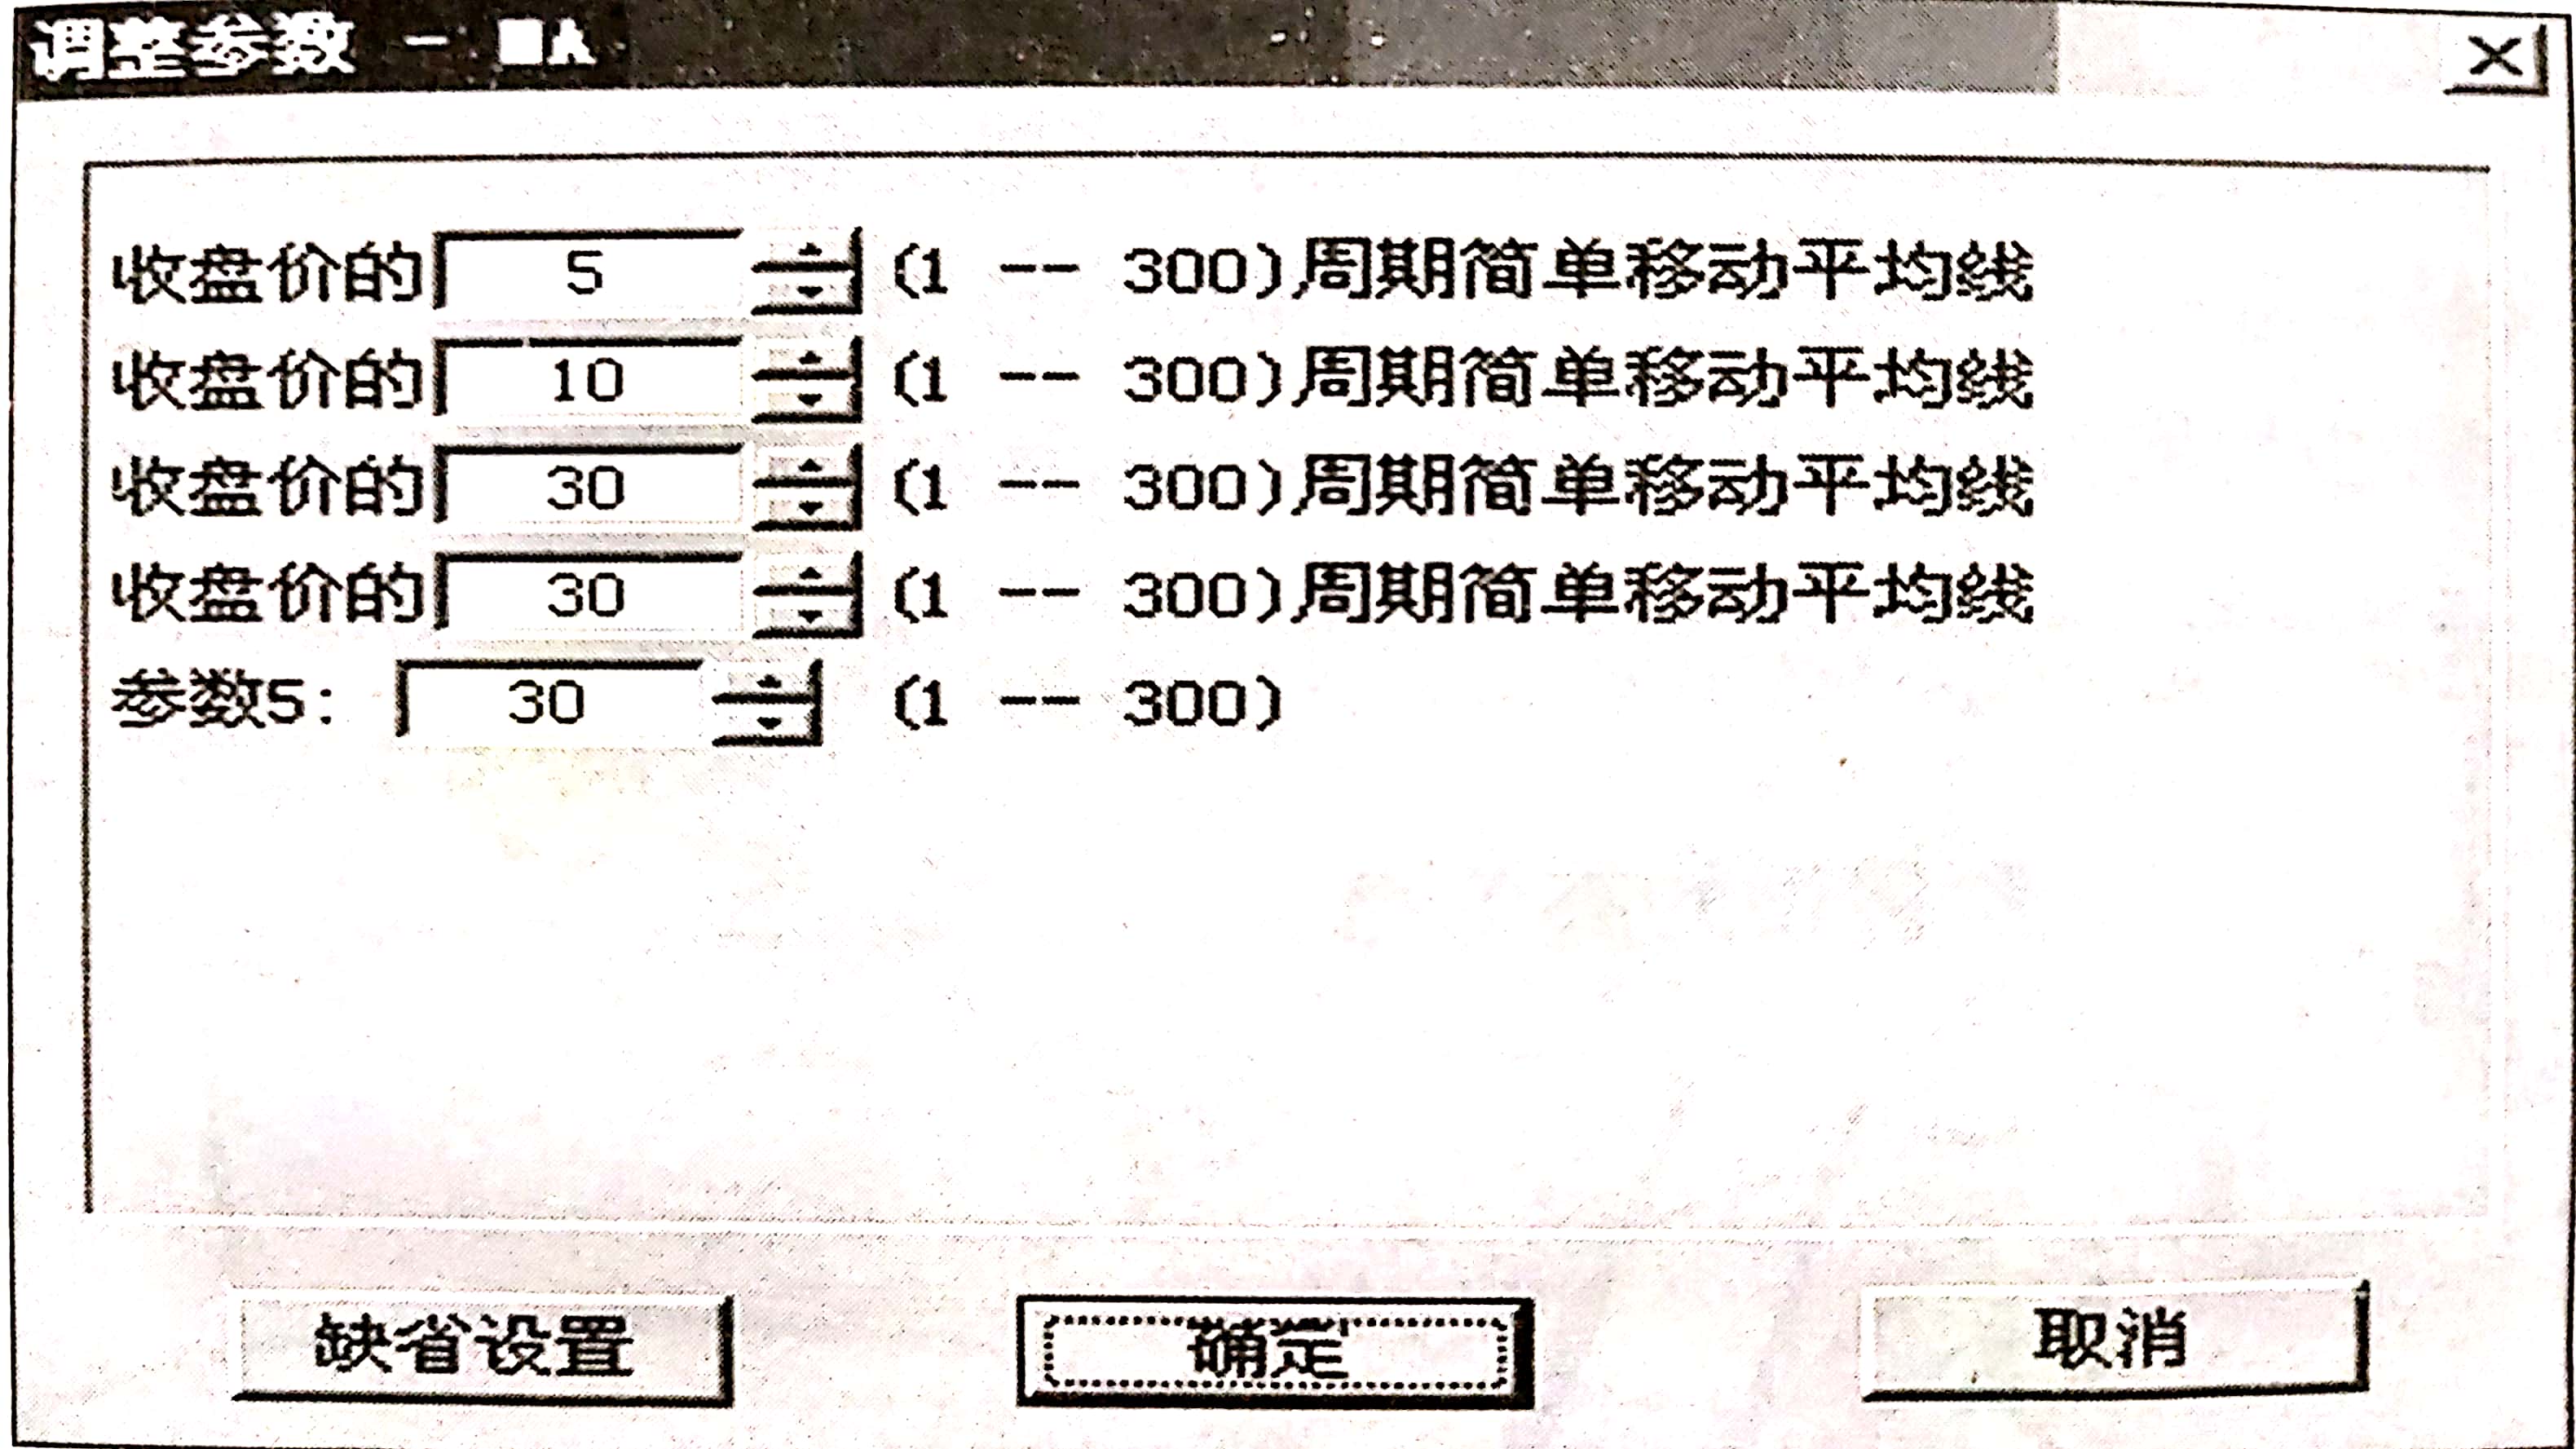 调整参数 - MA
收盘价的 5 (1 -- 300)周期简单移动平均线
收盘价的 10 (1 -- 300)周期简单移动平均线
收盘价的 30 (1 -- 300)周期简单移动平均线
收盘价的 30 (1 -- 300)周期简单移动平均线
参数5: 30 (1 -- 300)
缺省设置 确定 取消